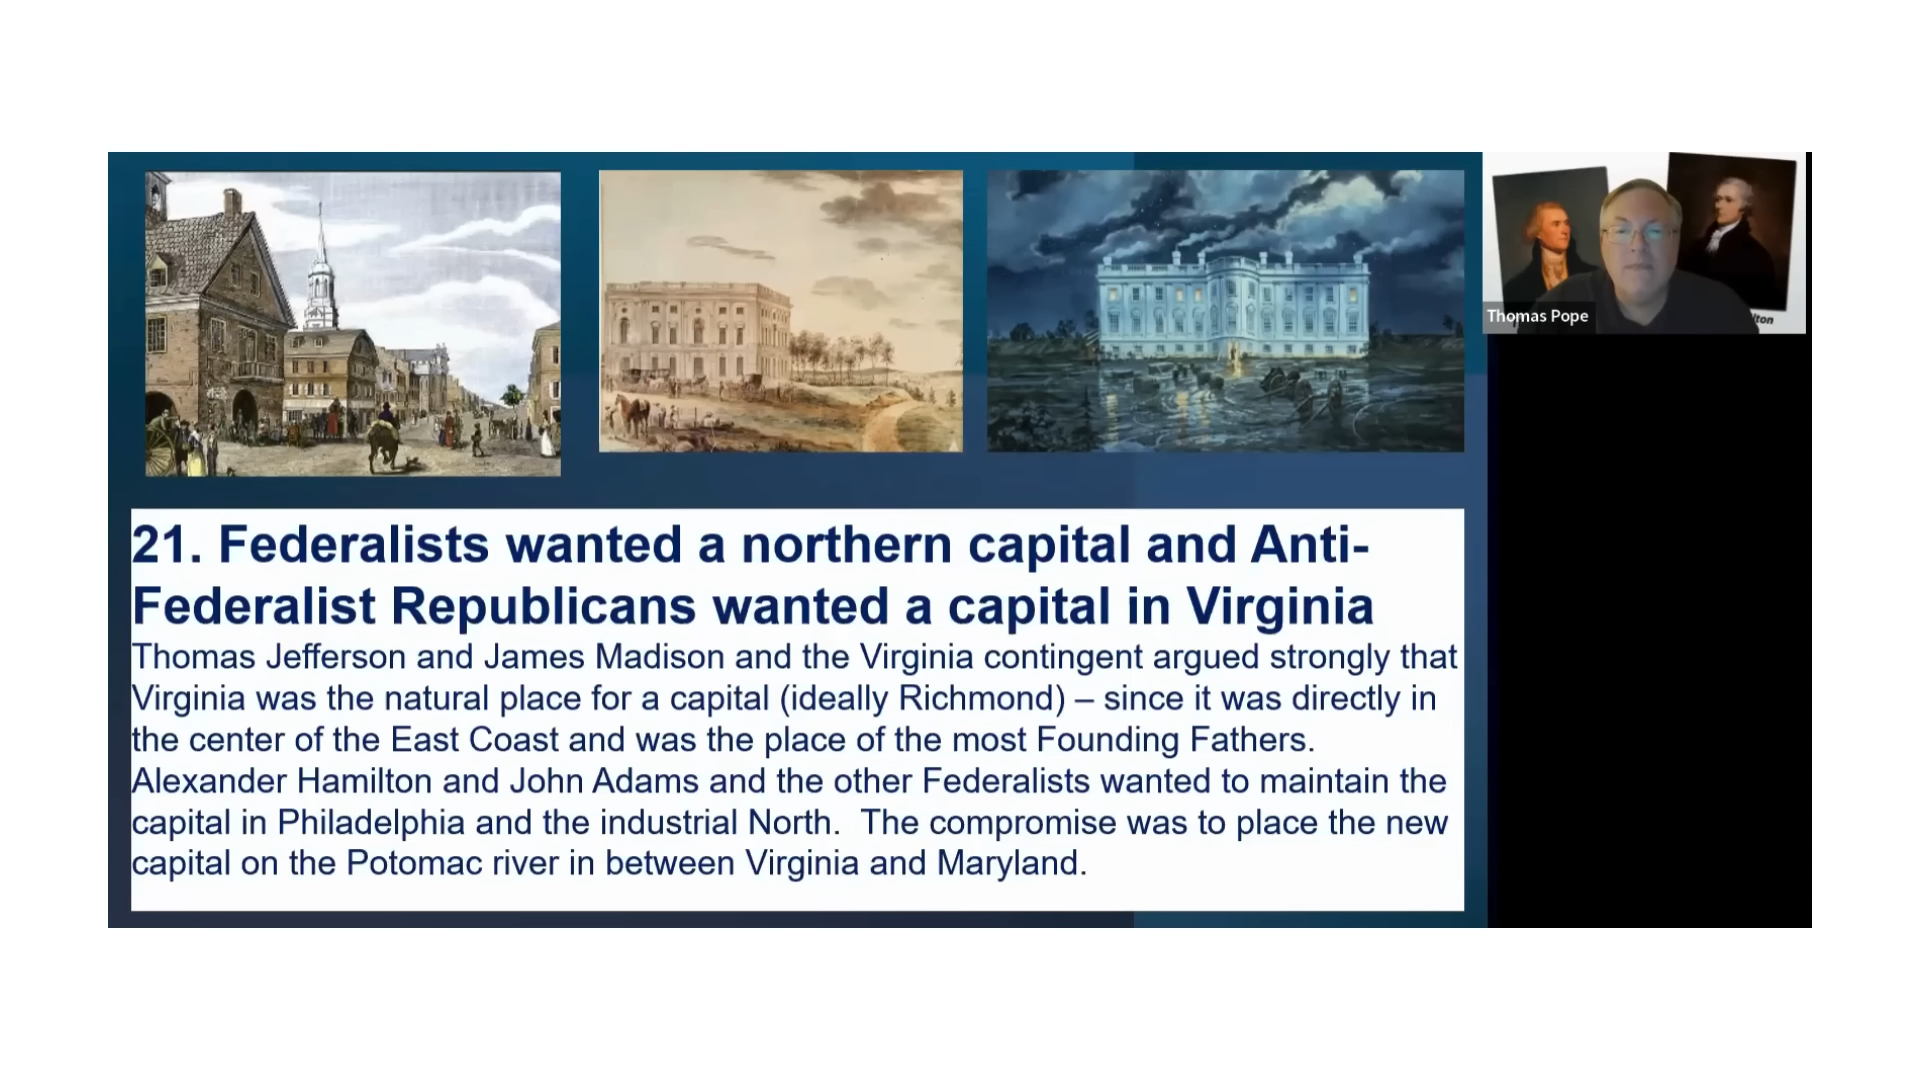 21. Federalists wanted a northern capital and Anti-
Federalist Republicans wanted a capital in Virginia
Thomas Jefferson and James Madison and the Virginia contingent argued strongly that
Virginia was the natural place for a capital (ideally Richmond) – since it was directly in
the center of the East Coast and was the place of the most Founding Fathers.
Alexander Hamilton and John Adams and the other Federalists wanted to maintain the
capital in Philadelphia and the industrial North.  The compromise was to place the new
capital on the Potomac river in between Virginia and Maryland.
Thomas Pope